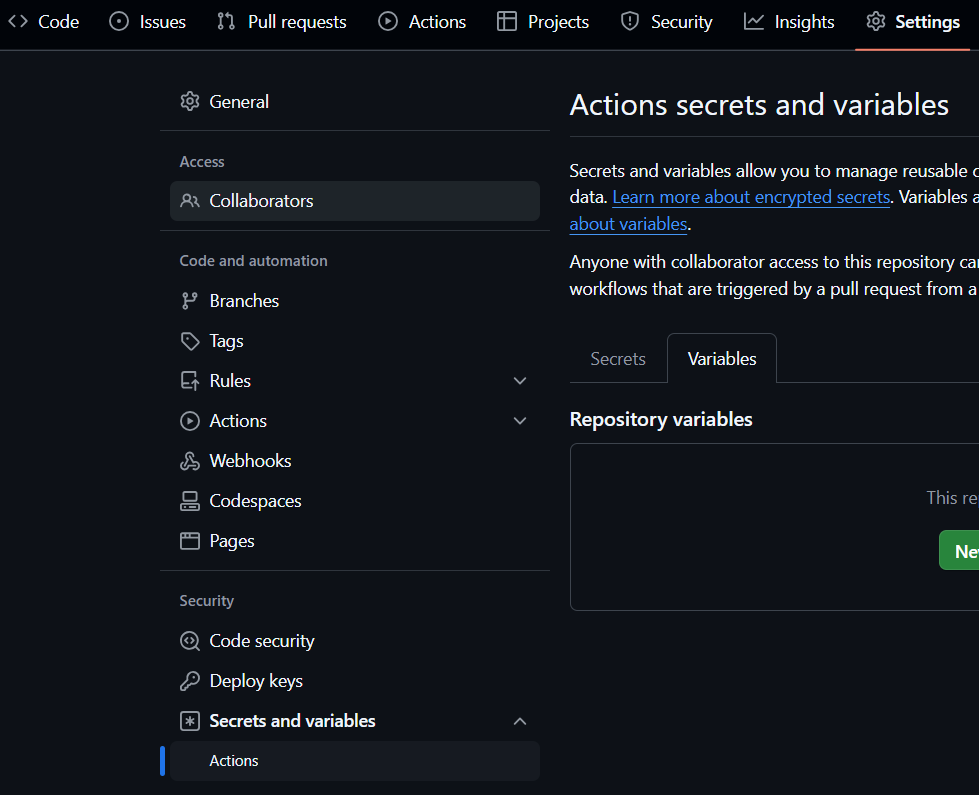 Code Issues Pull requests Actions Projects Security Insights Settings
General
Access
Collaborators
Code and automation
Branches
Tags
Rules
Actions
Webhooks
Codespaces
Pages
Security
Code security
Deploy keys
Secrets and variables
Actions
Actions secrets and variables
Secrets and variables allow you to manage reusable
data. Learn more about encrypted secrets. Variables
about variables.
Anyone with collaborator access to this repository
workflows that are triggered by a pull request from a
Secrets Variables
Repository variables
This